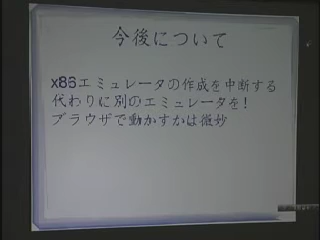 今後について
x86エミュレータの作成を中断する
代わりに別のエミュレータを!
ブラウザで動かすかは微妙